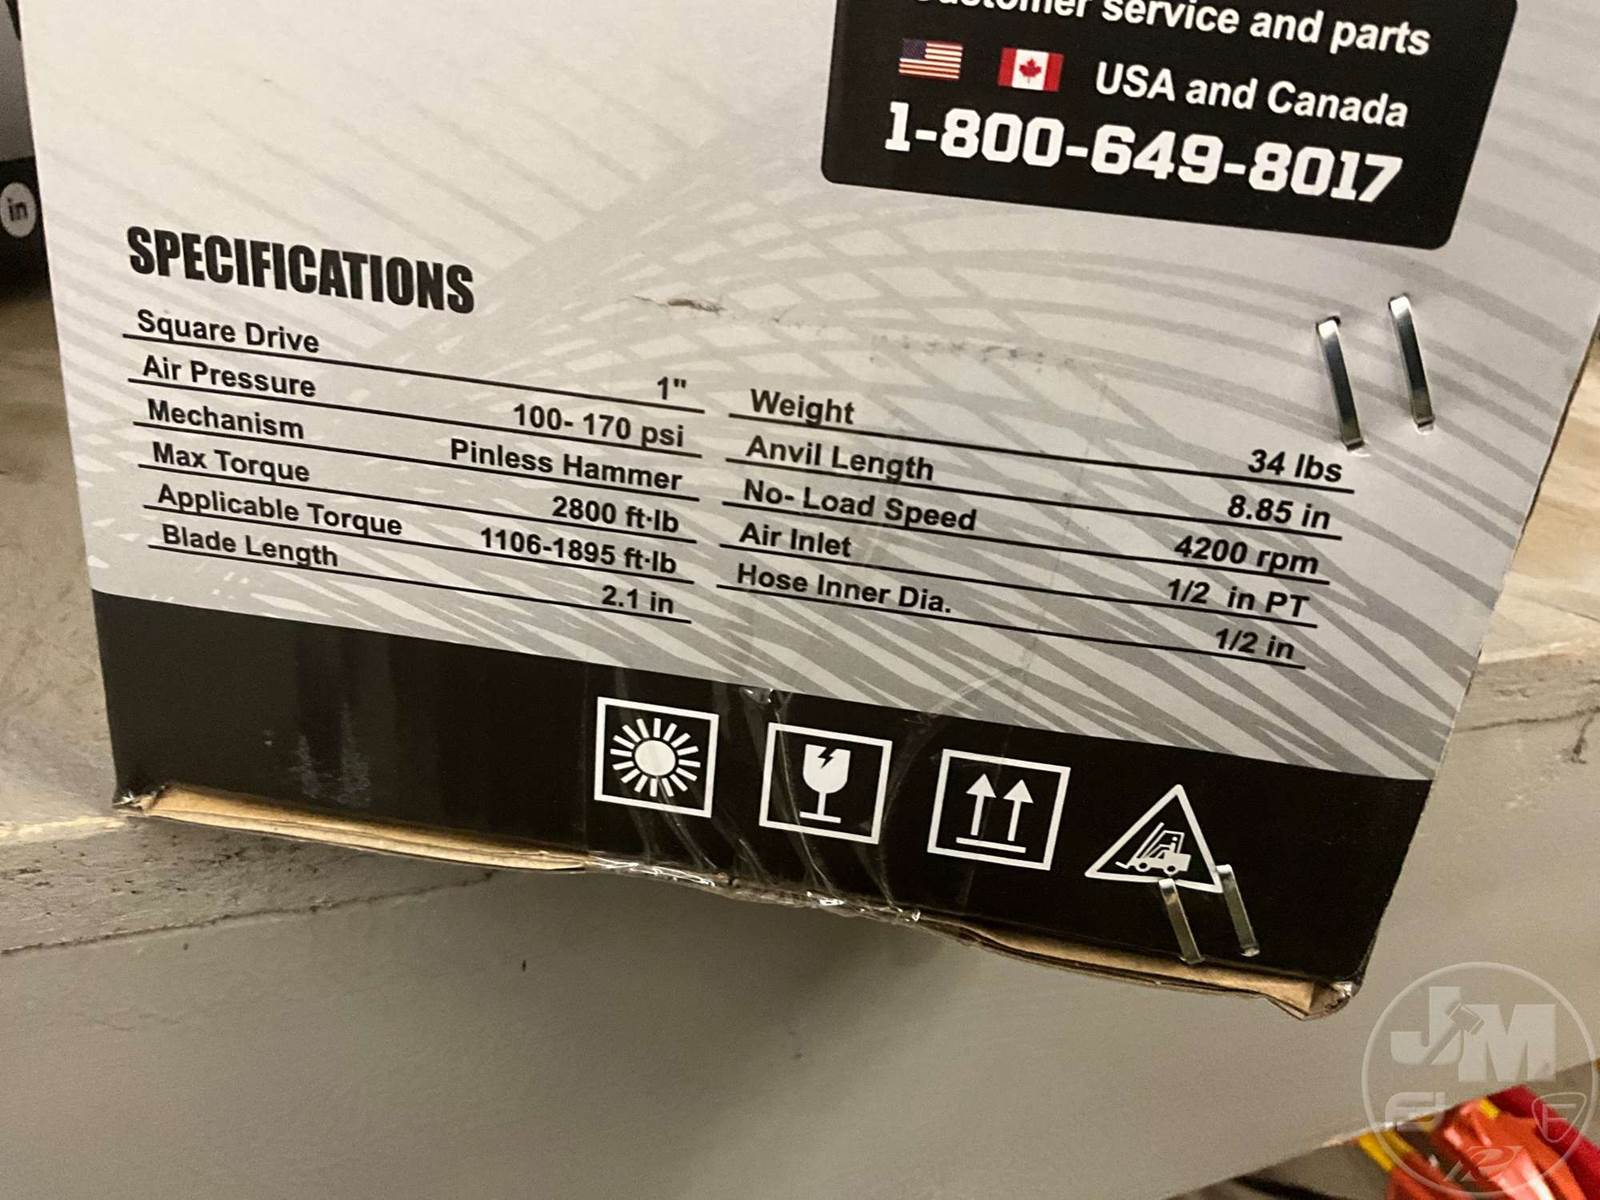 Customer service and parts
USA and Canada
1-800-649-8017
in
SPECIFICATIONS
Square Drive 1"
Air Pressure 100- 170 psi
Mechanism Pinless Hammer
Max Torque 2800 ft·lb
Applicable Torque 1106-1895 ft·lb
Blade Length 2.1 in
Weight 34 lbs
Anvil Length 8.85 in
No- Load Speed 4200 rpm
Air Inlet 1/2 in PT
Hose Inner Dia. 1/2 in
JM